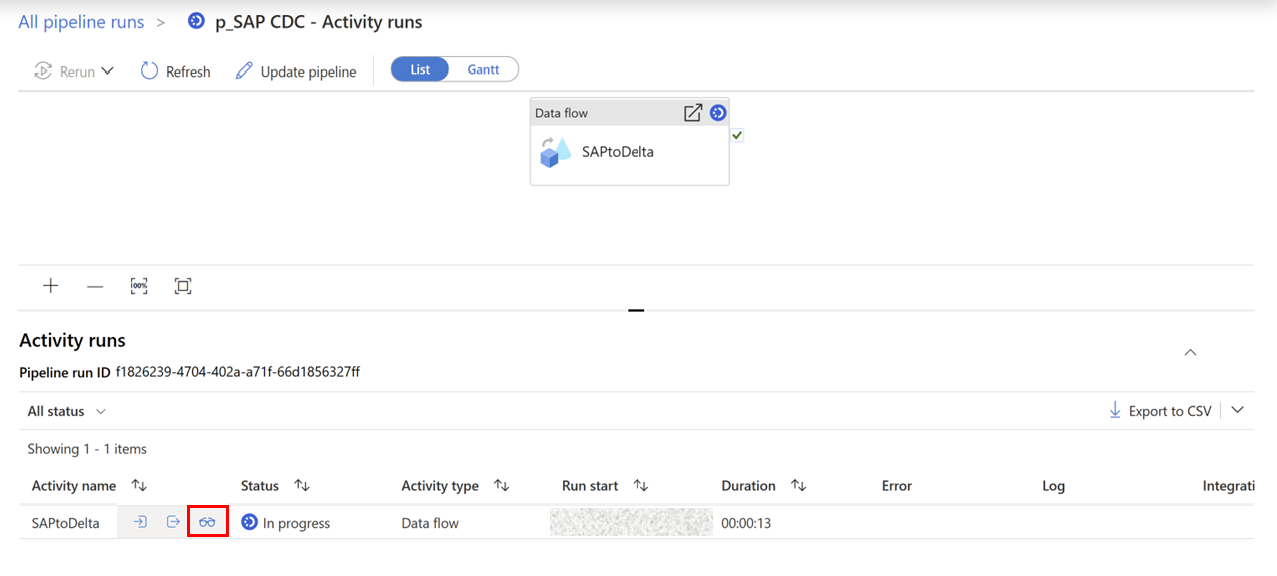 All pipeline runs > p_SAP CDC - Activity runs
Rerun Refresh Update pipeline List Gantt
Data flow
SAPtoDelta
100%
Activity runs
Pipeline run ID f1826239-4704-402a-a71f-66d1856327ff
All status Export to CSV
Showing 1 - 1 items
Activity name Status Activity type Run start Duration Error Log Integrati
SAPtoDelta In progress Data flow 00:00:13